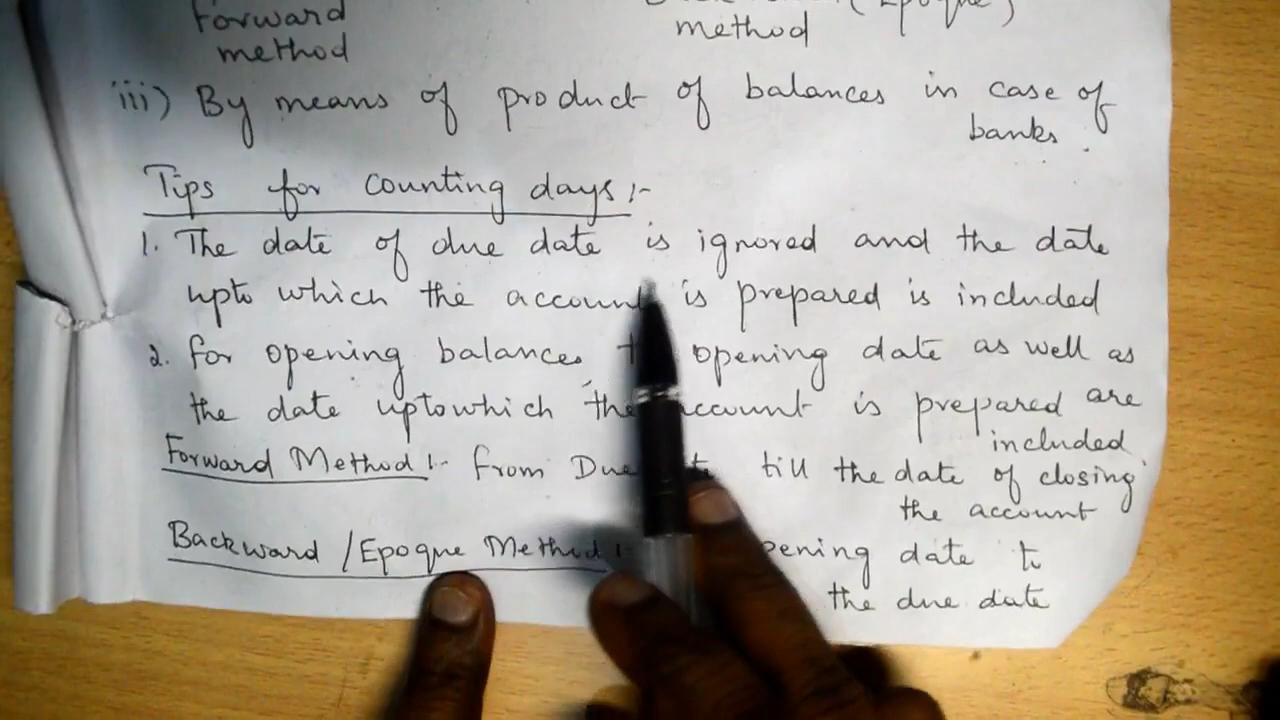 Forward
method
method
iii) By means of product of balances in case of
banks.
Tips for counting days :-
1. The date of due date is ignored and the date
upto which the account is prepared is included
2. For opening balances opening date as well as
the date upto which the account is prepared are
included
Forward Method :- From Due till the date of closing
the account
Backward /Epoque Method :- opening date to
the due date